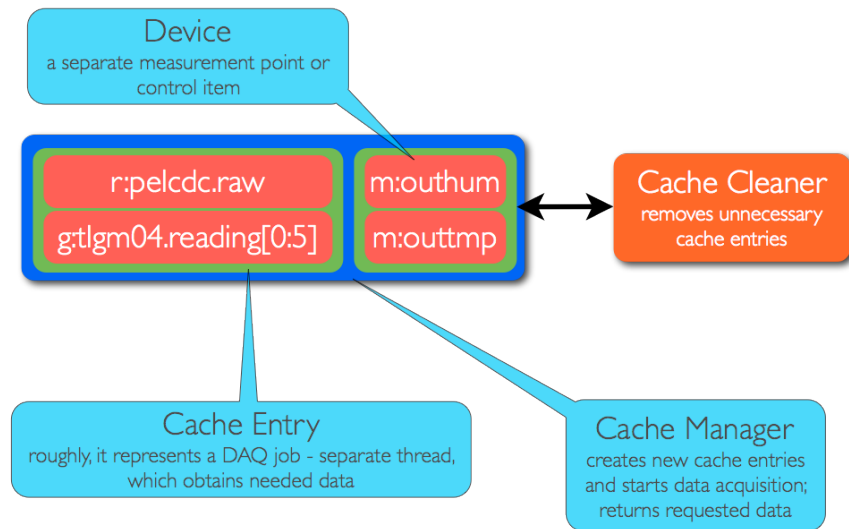 Device
a separate measurement point or
control item
r:pelcdc.raw
g:tlgm04.reading[0:5]
m:outhum
m:outtmp
Cache Cleaner
removes unnecessary
cache entries
Cache Entry
roughly, it represents a DAQ job - separate thread,
which obtains needed data
Cache Manager
creates new cache entries
and starts data acquisition;
returns requested data